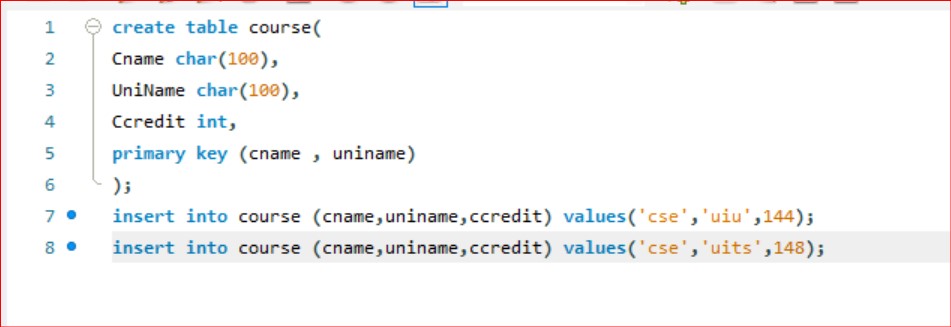 1 create table course(
2 Cname char(100),
3 UniName char(100),
4 Ccredit int,
5 primary key (cname , uniname)
6 );
7 insert into course (cname,uniname,ccredit) values('cse','uiu',144);
8 insert into course (cname,uniname,ccredit) values('cse','uits',148);